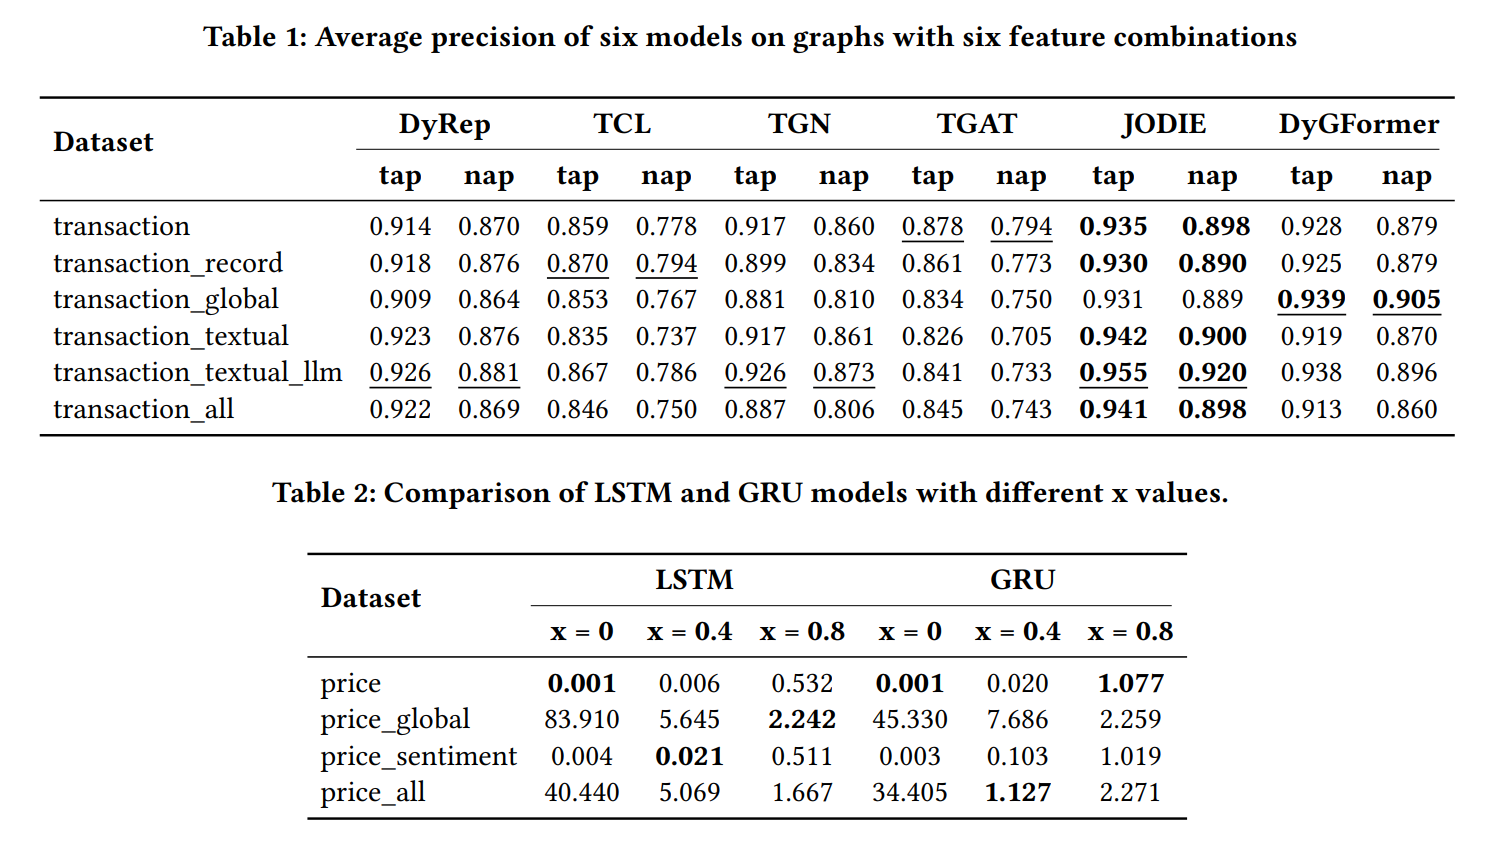 Table 1: Average precision of six models on graphs with six feature combinations
Dataset DyRep TCL TGN TGAT JODIE DyGFormer
tap nap tap nap tap nap tap nap tap nap tap nap
transaction 0.914 0.870 0.859 0.778 0.917 0.860 0.878 0.794 0.935 0.898 0.928 0.879
transaction_record 0.918 0.876 0.870 0.794 0.899 0.834 0.861 0.773 0.930 0.890 0.925 0.879
transaction_global 0.909 0.864 0.853 0.767 0.881 0.810 0.834 0.750 0.931 0.889 0.939 0.905
transaction_textual 0.923 0.876 0.835 0.737 0.917 0.861 0.826 0.705 0.942 0.900 0.919 0.870
transaction_textual_llm 0.926 0.881 0.867 0.786 0.926 0.873 0.841 0.733 0.955 0.920 0.938 0.896
transaction_all 0.922 0.869 0.846 0.750 0.887 0.806 0.845 0.743 0.941 0.898 0.913 0.860
Table 2: Comparison of LSTM and GRU models with different x values.
Dataset LSTM GRU
x = 0 x = 0.4 x = 0.8 x = 0 x = 0.4 x = 0.8
price 0.001 0.006 0.532 0.001 0.020 1.077
price_global 83.910 5.645 2.242 45.330 7.686 2.259
price_sentiment 0.004 0.021 0.511 0.003 0.103 1.019
price_all 40.440 5.069 1.667 34.405 1.127 2.271